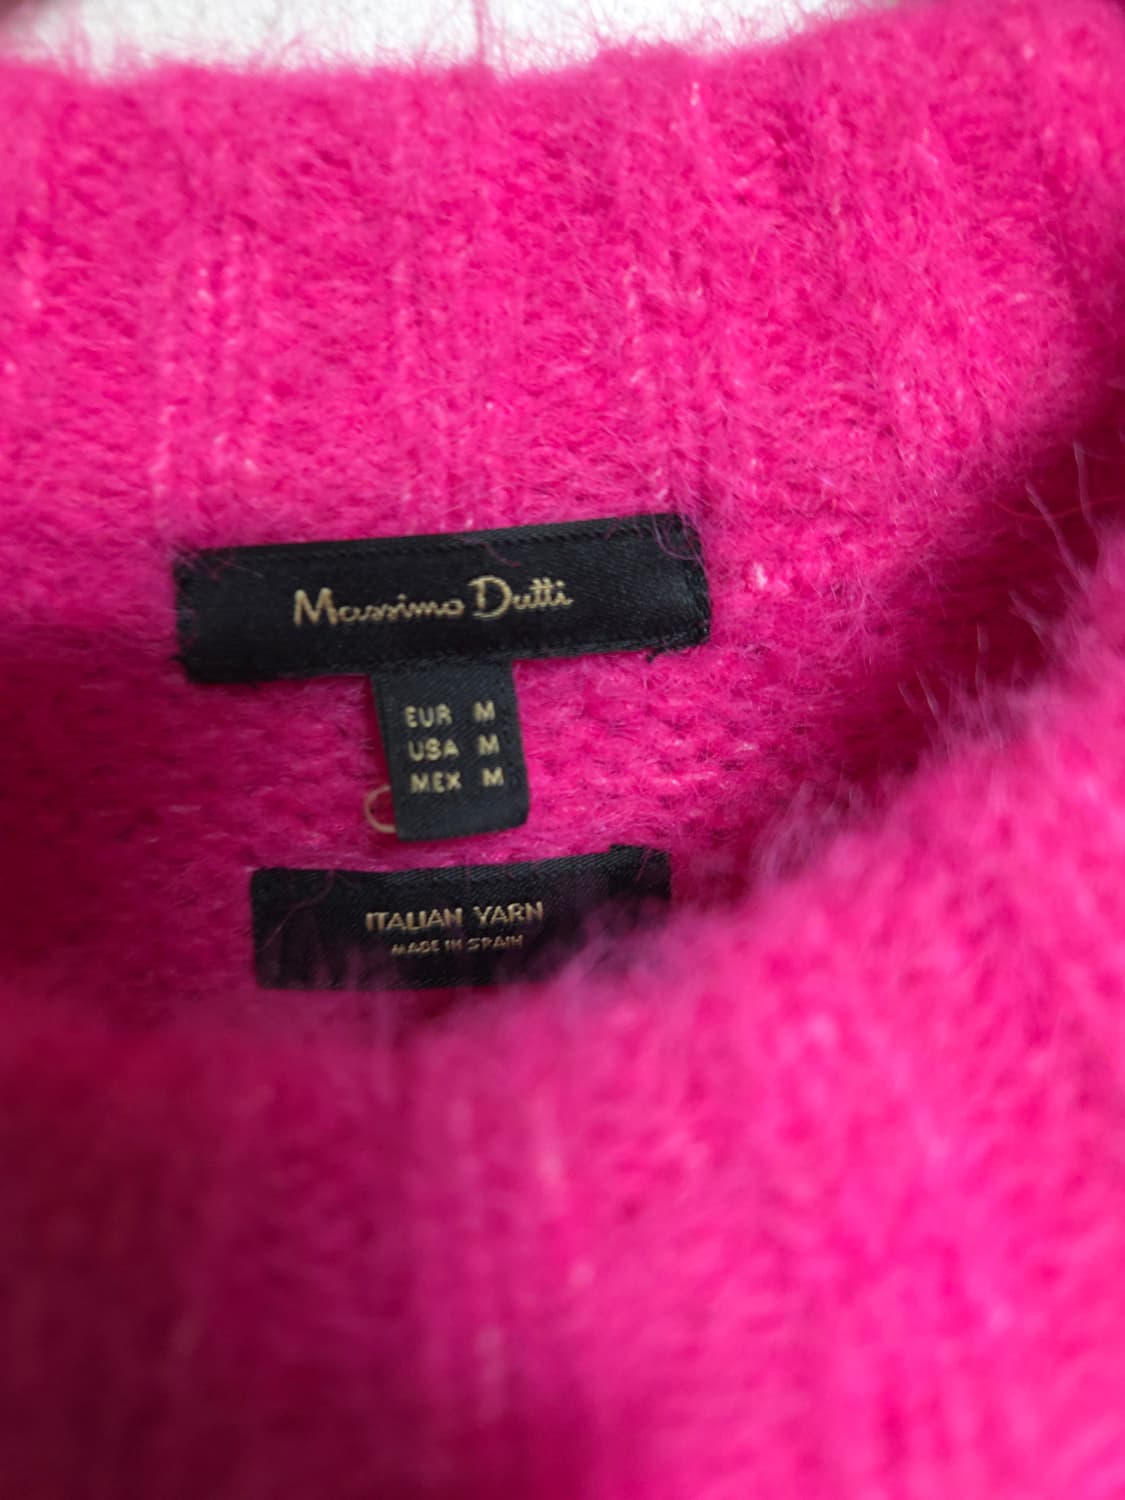 Massimo Dutti
EUR M
USA M
MEX M
ITALIAN YARN
MADE IN SPAIN